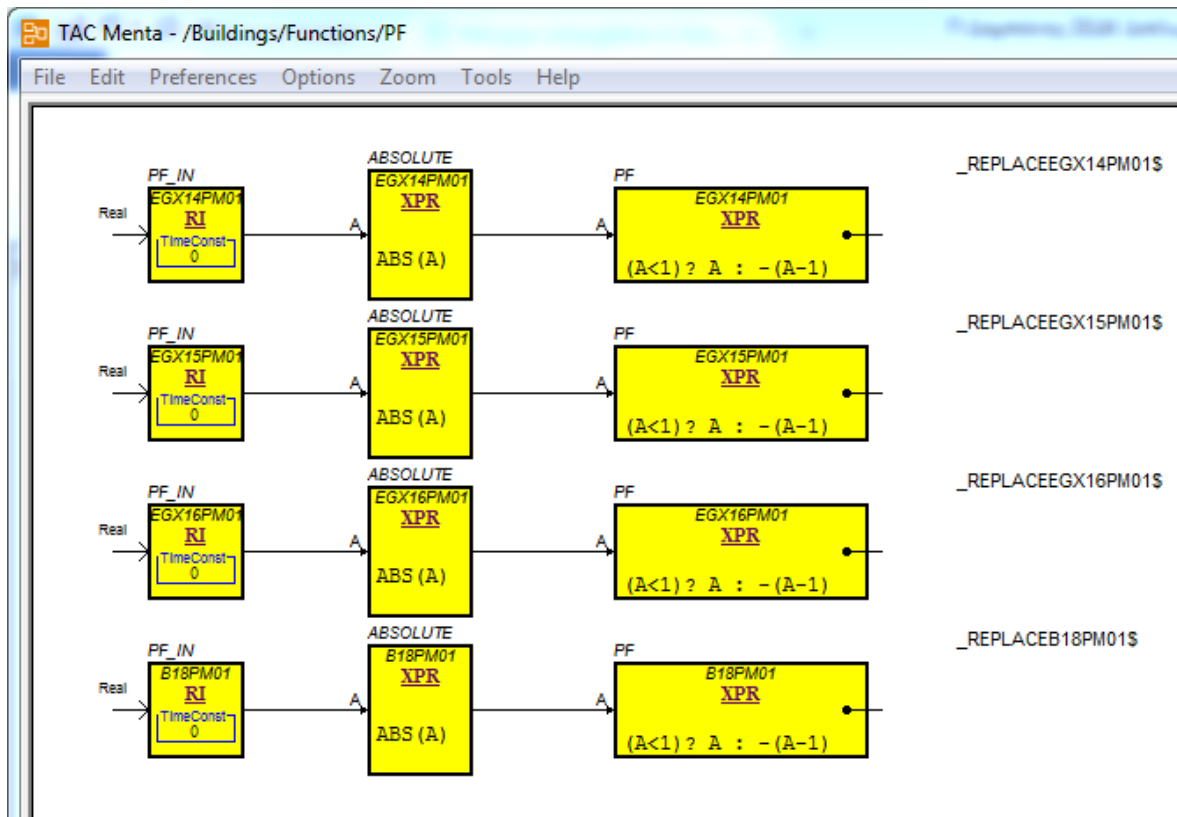 TAC Menta - /Buildings/Functions/PF
File Edit Preferences Options Zoom Tools Help
ABSOLUTE
PF_IN
PF
_REPLACEEGX14PM01$
EGX14PM01
EGX14PM01
EGX14PM01
RI
XPR
XPR
Real
TimeConst
0
A
ABS(A)
A
(A<1)? A : -(A-1)
ABSOLUTE
PF_IN
PF
_REPLACEEGX15PM01$
EGX15PM01
EGX15PM01
EGX15PM01
RI
XPR
XPR
Real
TimeConst
0
A
ABS(A)
A
(A<1)? A : -(A-1)
ABSOLUTE
PF_IN
PF
_REPLACEEGX16PM01$
EGX16PM01
EGX16PM01
EGX16PM01
RI
XPR
XPR
Real
TimeConst
0
A
ABS(A)
A
(A<1)? A : -(A-1)
ABSOLUTE
PF_IN
PF
_REPLACEB18PM01$
B18PM01
B18PM01
B18PM01
RI
XPR
XPR
Real
TimeConst
0
A
ABS(A)
A
(A<1)? A : -(A-1)